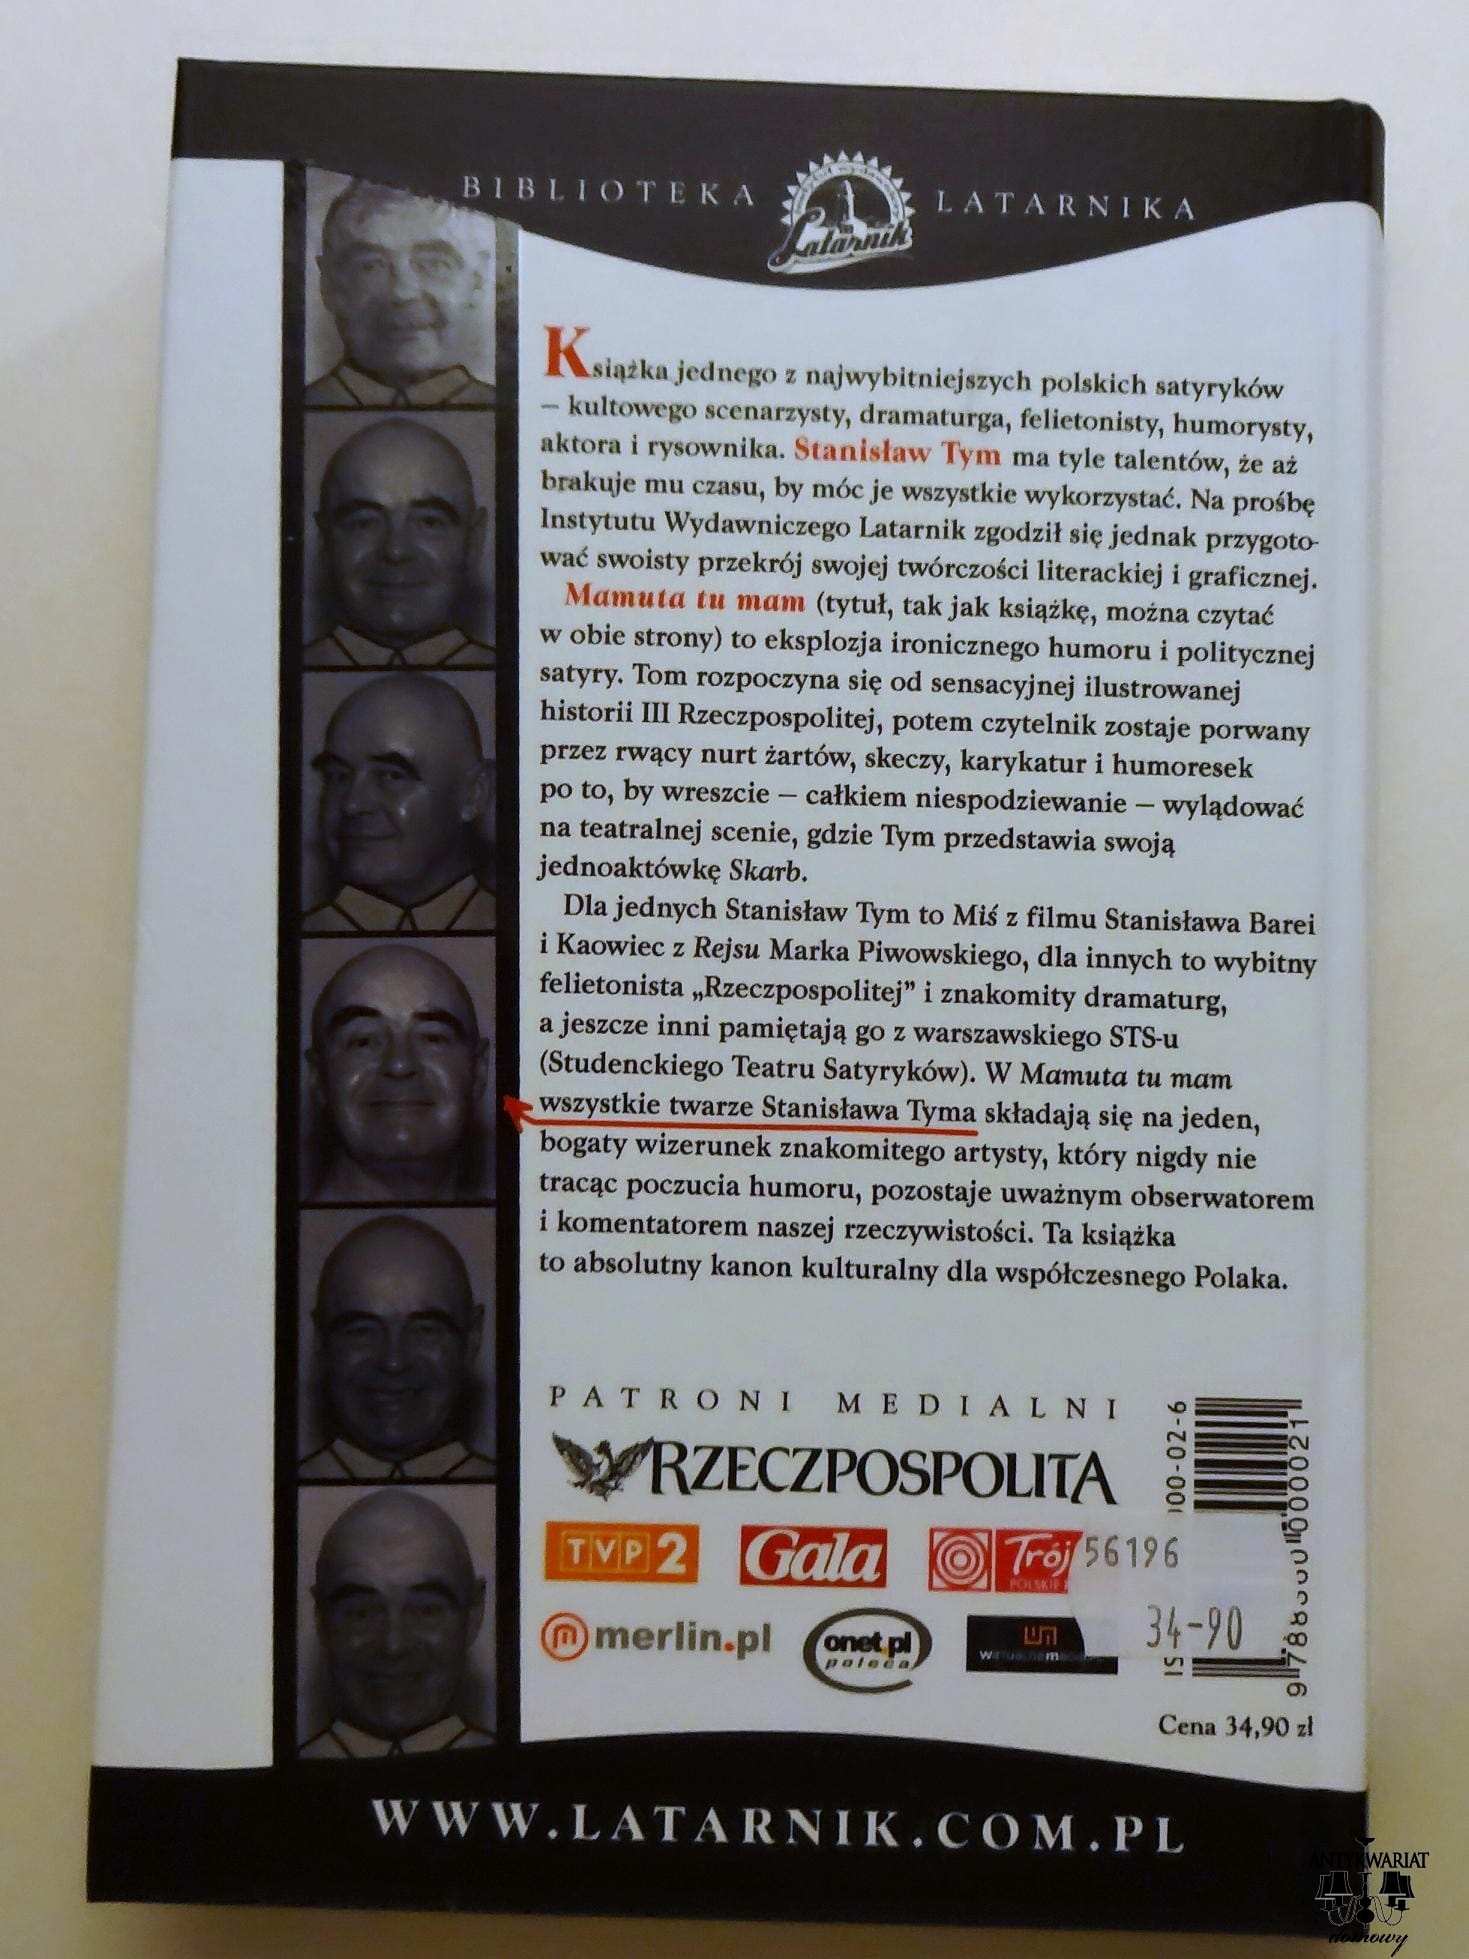 BIBLIOTEKA Latarnik LATARNIKA
Książka jednego z najwybitniejszych polskich satyryków
– kultowego scenarzysty, dramaturga, felietonisty, humorysty,
aktora i rysownika. Stanisław Tym ma tyle talentów, że aż
brakuje mu czasu, by móc je wszystkie wykorzystać. Na prośbę
Instytutu Wydawniczego Latarnik zgodził się jednak przygoto-
wać swoisty przekrój swojej twórczości literackiej i graficznej.
Mamuta tu mam (tytuł, tak jak książkę, można czytać
w obie strony) to eksplozja ironicznego humoru i politycznej
satyry. Tom rozpoczyna się od sensacyjnej ilustrowanej
historii III Rzeczpospolitej, potem czytelnik zostaje porwany
przez rwący nurt żartów, skeczy, karykatur i humoresek
po to, by wreszcie – całkiem niespodziewanie – wylądować
na teatralnej scenie, gdzie Tym przedstawia swoją
jednoaktówkę Skarb.
Dla jednych Stanisław Tym to Miś z filmu Stanisława Barei
i Kaowiec z Rejsu Marka Piwowskiego, dla innych to wybitny
felietonista „Rzeczpospolitej” i znakomity dramaturg,
a jeszcze inni pamiętają go z warszawskiego STS-u
(Studenckiego Teatru Satyryków). W Mamuta tu mam
wszystkie twarze Stanisława Tyma składają się na jeden,
bogaty wizerunek znakomitego artysty, który nigdy nie
tracąc poczucia humoru, pozostaje uważnym obserwatorem
i komentatorem naszej rzeczywistości. Ta książka
to absolutny kanon kulturalny dla współczesnego Polaka.
PATRONI MEDIALNI
RZECZPOSPOLITA
TVP 2 Gala Trój
POLSKIE
merlin.pl onet.pl
poleca
56196
34-90
00-02-6
Cena 34,90 zł
WWW.LATARNIK.COM.PL
ANTYKWARIAT
domowy